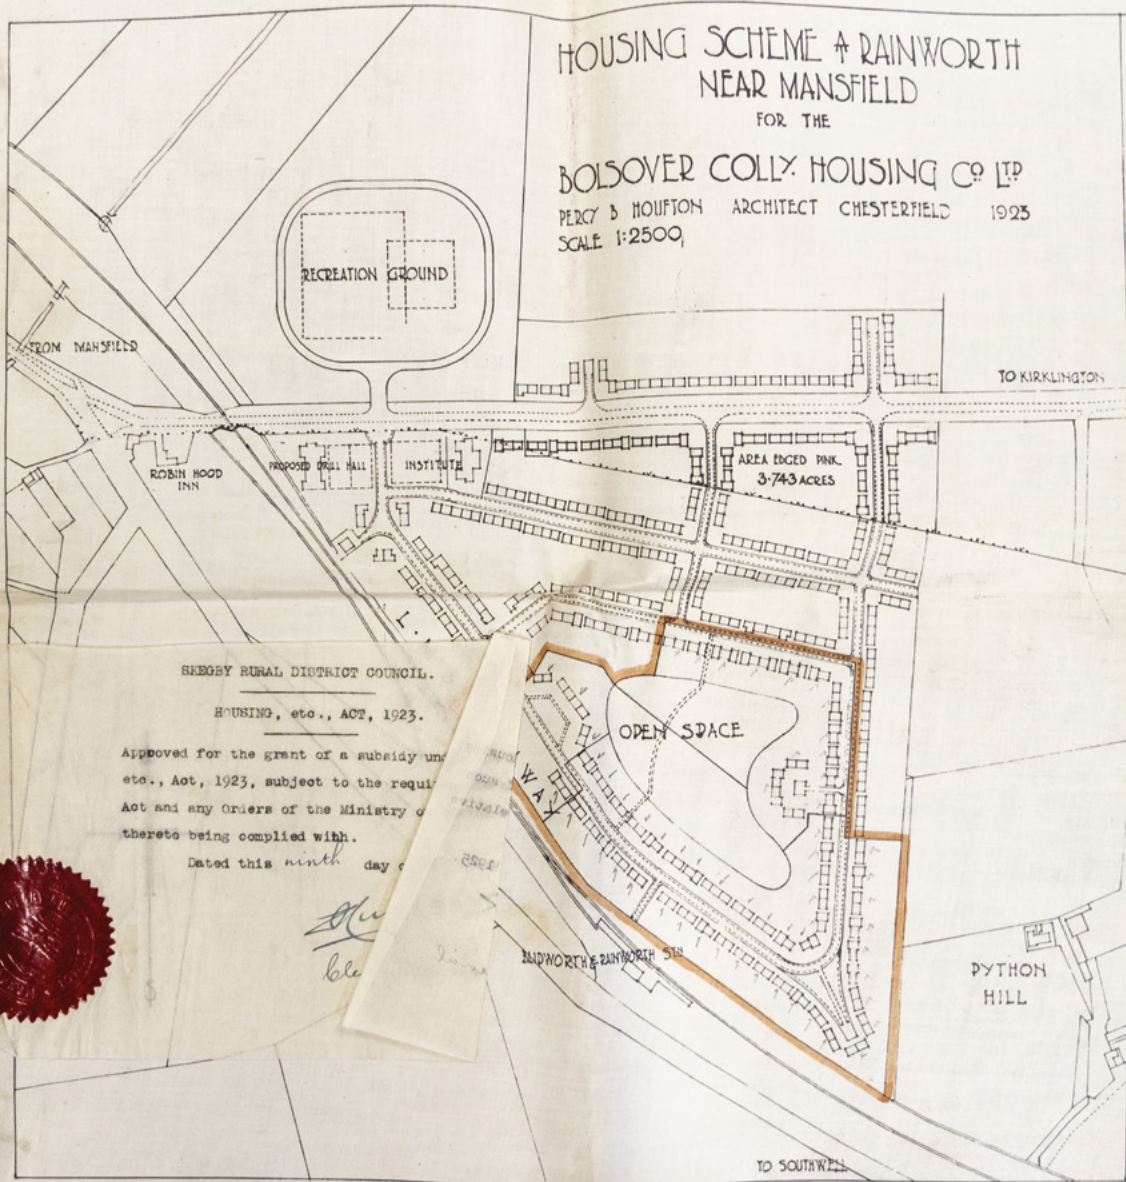 HOUSING SCHEME AT RAINWORTH
NEAR MANSFIELD
FOR THE
BOLSOVER COLLY. HOUSING CO LTD
PERCY B HOUFTON ARCHITECT CHESTERFIELD 1923
SCALE 1:2500
RECREATION GROUND
FROM MANSFIELD
TO KIRKLINGTON
ROBIN HOOD
INN
PROPOSED DRILL HALL
INSTITUTE
AREA EDGED PINK
3.743 ACRES
L.
SKEGBY RURAL DISTRICT COUNCIL.
HOUSING, etc., ACT, 1923.
Approved for the grant of a subsidy
etc., Act, 1923, subject to the
Act and any Orders of the Ministry
thereto being complied with.
Dated this ninth day
1925
OPEN SPACE
WAY
BLIDWORTH & RAINWORTH STN
PYTHON
HILL
TO SOUTHWELL